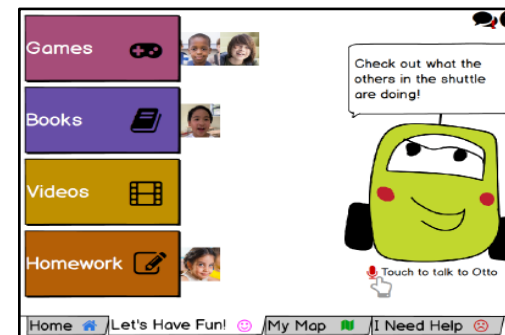 Games
Books
Videos
Homework
Check out what the
others in the shuttle
are doing!
Touch to talk to Otto
Home
Let's Have Fun!
My Map
I Need Help